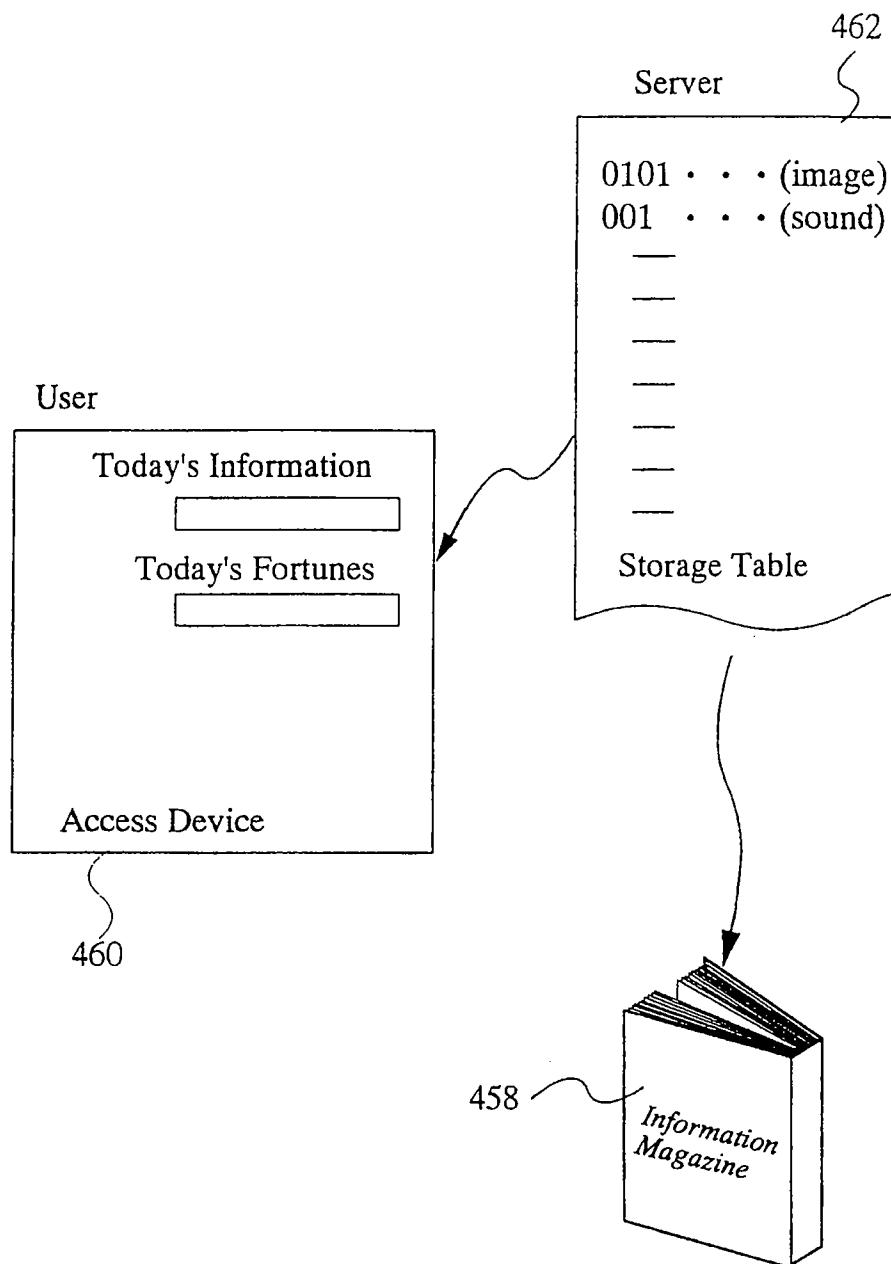 462
Server
0101 · · · (image)
001 · · · (sound)
Storage Table
User
Today's Information
Today's Fortunes
Access Device
460
458
Information
Magazine